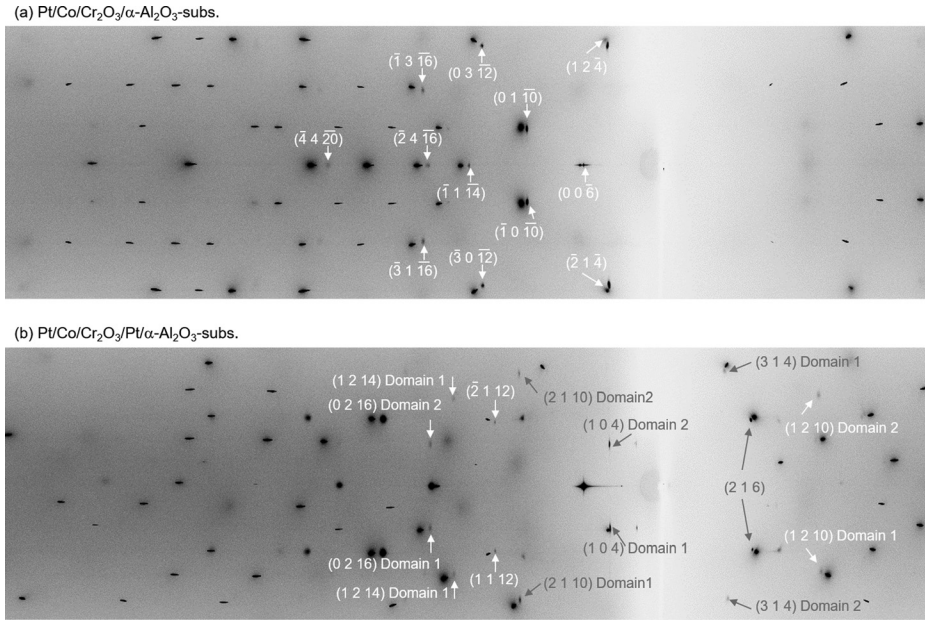 (a) Pt/Co/Cr₂O₃/α-Al₂O₃-subs.
(1̅ 3 1̅6̅)
(0 3 1̅2̅)
(1 2 4̅)
(0 1 1̅0̅)
(4̅ 4 2̅0̅)
(2̅ 4 1̅6̅)
(1̅ 1 1̅4̅)
(0 0 6̅)
(1̅ 0 1̅0̅)
(3̅ 1 1̅6̅)
(3̅ 0 1̅2̅)
(2̅ 1 4̅)
(b) Pt/Co/Cr₂O₃/Pt/α-Al₂O₃-subs.
(3 1 4) Domain 1
(1 2 14) Domain 1
(2̅ 1 12)
(2 1 10) Domain2
(0 2 16) Domain 2
(1 0 4) Domain 2
(1 2 10) Domain 2
(2 1 6)
(1 2 10) Domain 1
(1 0 4) Domain 1
(0 2 16) Domain 1
(1 1 12)
(2 1 10) Domain1
(1 2 14) Domain 1
(3 1 4) Domain 2